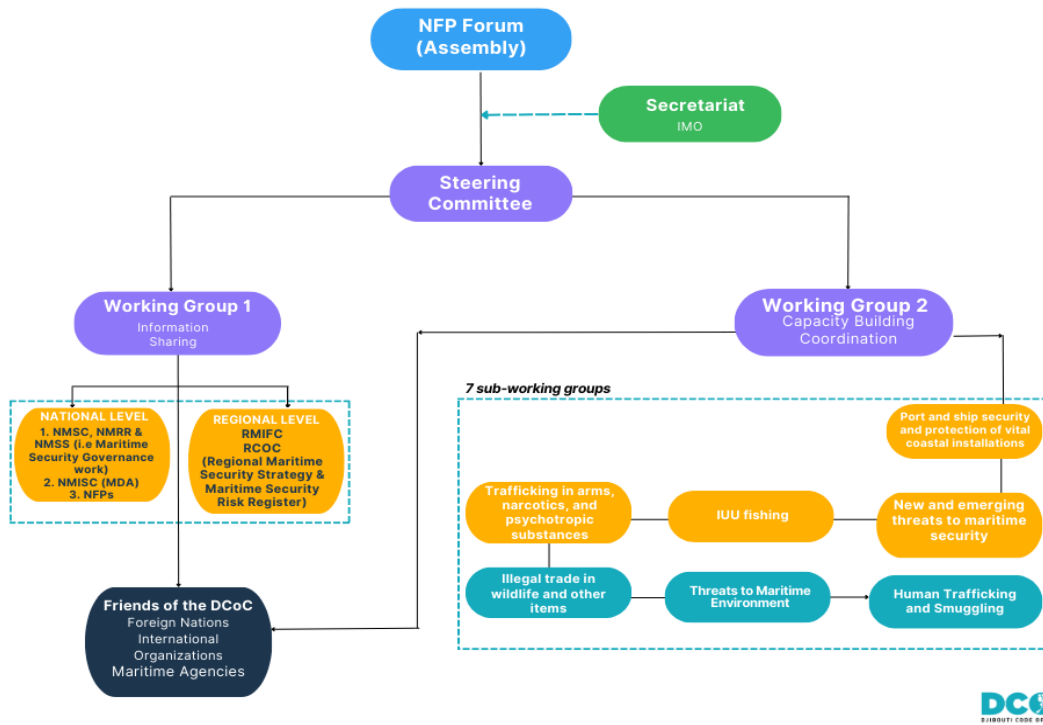 NFP Forum
(Assembly)
Secretariat
IMO
Steering
Committee
Working Group 1
Information
Sharing
Working Group 2
Capacity Building
Coordination
7 sub-working groups
NATIONAL LEVEL
1. NMSC, NMRR &
NMSS (i.e Maritime
Security Governance
work)
2. NMISC (MDA)
3. NFPs
REGIONAL LEVEL
RMIFC
RCOC
(Regional Maritime
Security Strategy &
Maritime Security
Risk Register)
Port and ship security
and protection of vital
coastal installations
Trafficking in arms,
narcotics, and
psychotropic
substances
IUU fishing
New and emerging
threats to maritime
security
Illegal trade in
wildlife and other
items
Threats to Maritime
Environment
Human Trafficking
and Smuggling
Friends of the DCoC
Foreign Nations
International
Organizations
Maritime Agencies
DCO
DJIBOUTI CODE OF